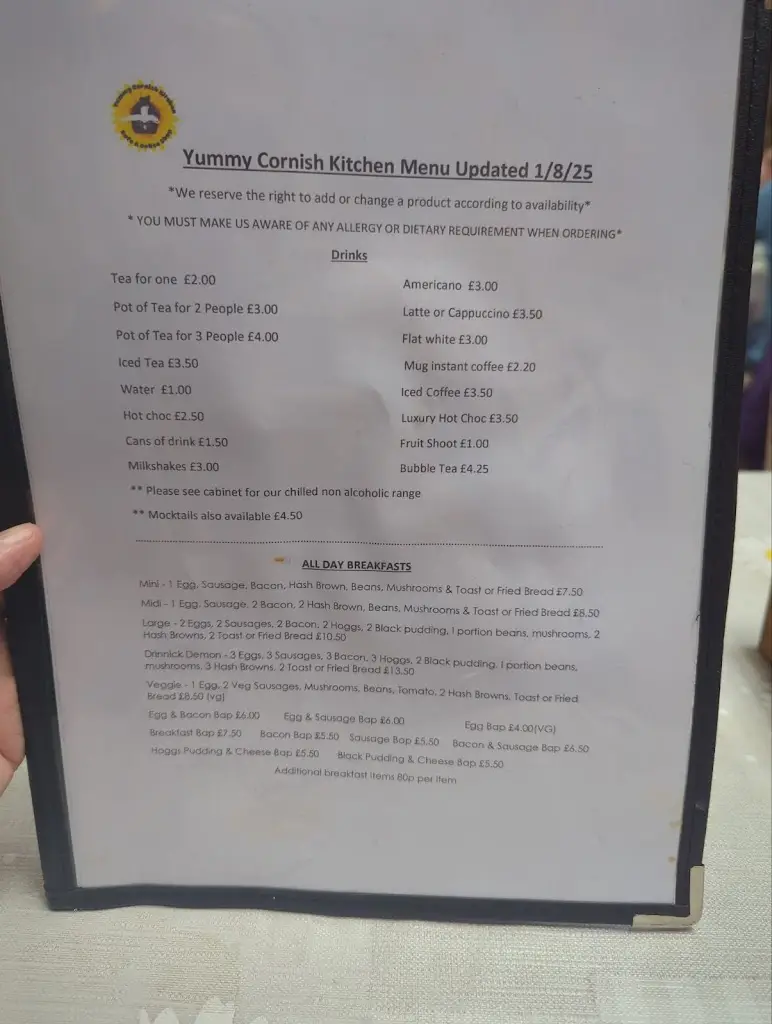 Yummy Cornish Kitchen
Yummy Cornish Kitchen Menu Updated 1/8/25
*We reserve the right to add or change a product according to availability*
* YOU MUST MAKE US AWARE OF ANY ALLERGY OR DIETARY REQUIREMENT WHEN ORDERING*
Drinks
Tea for one £2.00
Pot of Tea for 2 People £3.00
Pot of Tea for 3 People £4.00
Iced Tea £3.50
Water £1.00
Hot choc £2.50
Cans of drink £1.50
Milkshakes £3.00
Americano £3.00
Latte or Cappuccino £3.50
Flat white £3.00
Mug instant coffee £2.20
Iced Coffee £3.50
Luxury Hot Choc £3.50
Fruit Shoot £1.00
Bubble Tea £4.25
** Please see cabinet for our chilled non alcoholic range
** Mocktails also available £4.50
ALL DAY BREAKFASTS
Mini - 1 Egg, Sausage, Bacon, Hash Brown, Beans, Mushrooms & Toast or Fried Bread £7.50
Midi - 1 Egg, Sausage, 2 Bacon, 2 Hash Brown, Beans, Mushrooms & Toast or Fried Bread £8.50
Large - 2 Eggs, 2 Sausages, 2 Bacon, 2 Hoggs, 2 Black pudding, 1 portion beans, mushrooms, 2
Hash Browns, 2 Toast or Fried Bread £10.50
Drinnick Demon - 3 Eggs, 3 Sausages, 3 Bacon, 3 Hoggs, 2 Black pudding, 1 portion beans,
mushrooms, 3 Hash Browns, 2 Toast or Fried Bread £13.50
Veggie - 1 Egg, 2 Veg Sausages, Mushrooms, Beans, Tomato, 2 Hash Browns, Toast or Fried
Bread £8.50 (vg)
Egg & Bacon Bap £6.00 Egg & Sausage Bap £6.00 Egg Bap £4.00(VG)
Breakfast Bap £7.50 Bacon Bap £5.50 Sausage Bap £5.50 Bacon & Sausage Bap £6.50
Hoggs Pudding & Cheese Bap £5.50 Black Pudding & Cheese Bap £5.50
Additional breakfast items 80p per item